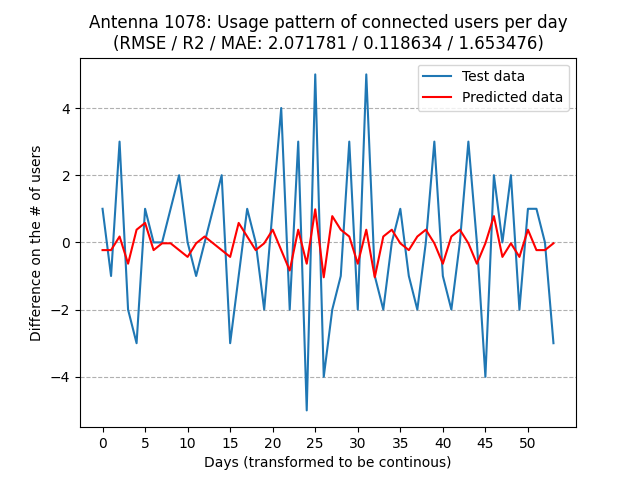 Antenna 1078: Usage pattern of connected users per day
(RMSE / R2 / MAE: 2.071781 / 0.118634 / 1.653476)
Test data
Predicted data
Difference on the # of users
4
2
0
−2
−4
0 5 10 15 20 25 30 35 40 45 50
Days (transformed to be continous)